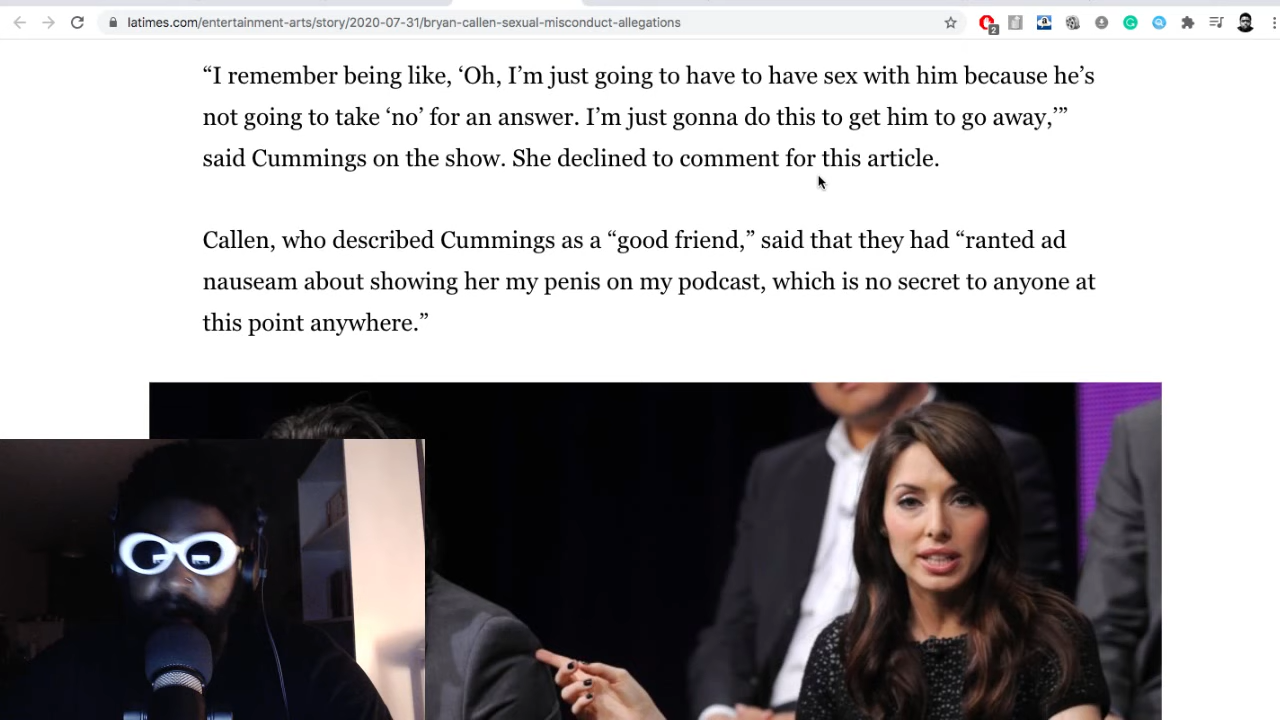 latimes.com/entertainment-arts/story/2020-07-31/bryan-callen-sexual-misconduct-allegations
2
“I remember being like, ‘Oh, I’m just going to have to have sex with him because he’s
not going to take ‘no’ for an answer. I’m just gonna do this to get him to go away,’”
said Cummings on the show. She declined to comment for this article.
Callen, who described Cummings as a “good friend,” said that they had “ranted ad
nauseam about showing her my penis on my podcast, which is no secret to anyone at
this point anywhere.”